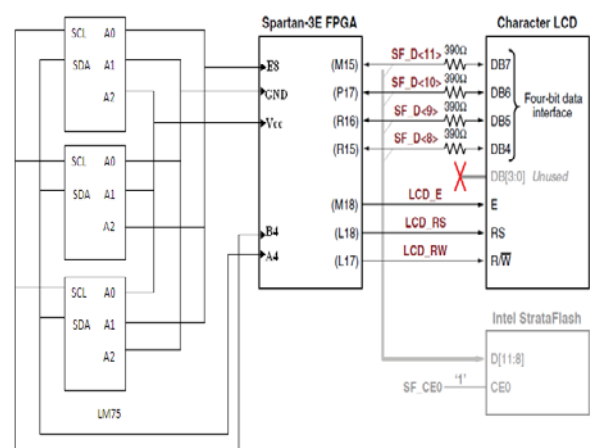 SCL A0
SDA A1
A2
SCL A0
SDA A1
A2
SCL A0
SDA A1
A2
LM75
Spartan-3E FPGA
E8
GND
Vcc
B4
A4
(M15)
(P17)
(R16)
(R15)
(M18)
(L18)
(L17)
SF_D<11> 390Ω
SF_D<10> 390Ω
SF_D<9> 390Ω
SF_D<8> 390Ω
LCD_E
LCD_RS
LCD_RW
Character LCD
DB7
DB6
DB5
DB4
Four-bit data
interface
DB[3:0] Unused
E
RS
R/W̅
Intel StrataFlash
D[11:8]
SF_CE0 '1' CE0